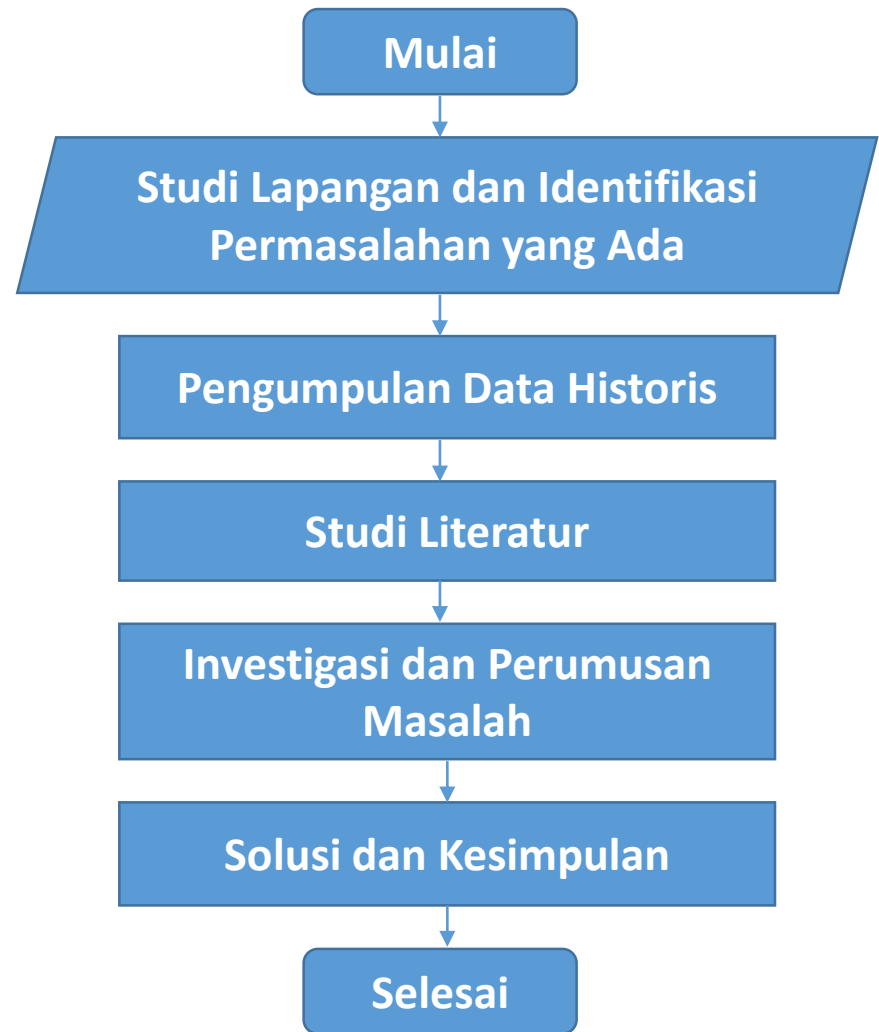 Mulai
Studi Lapangan dan Identifikasi
Permasalahan yang Ada
Pengumpulan Data Historis
Studi Literatur
Investigasi dan Perumusan
Masalah
Solusi dan Kesimpulan
Selesai